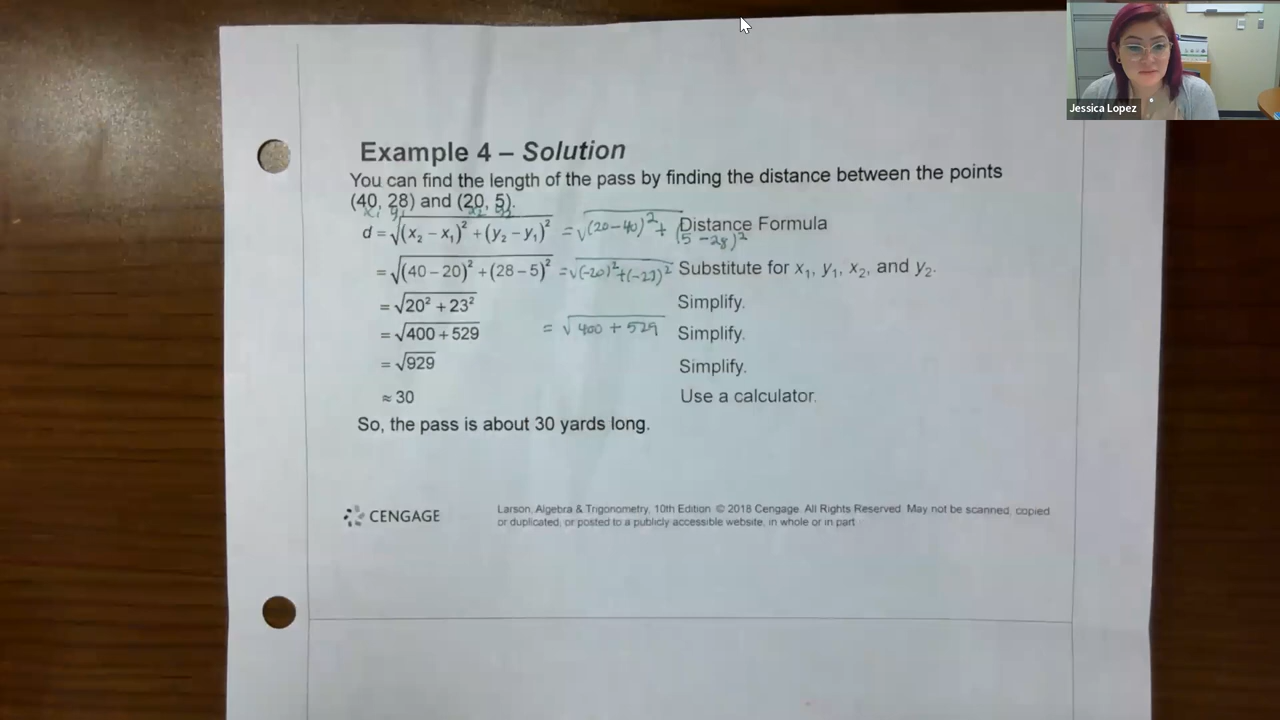 Jessica Lopez
Example 4 – Solution
You can find the length of the pass by finding the distance between the points
(40, 28) and (20, 5).
x₁ y₁ x₂ y₂
d = √(x₂ – x₁)² + (y₂ – y₁)² = √(20 – 40)² + (5 – 28)² Distance Formula
= √(40 – 20)² + (28 – 5)² = √(-20)² + (-23)² Substitute for x₁, y₁, x₂, and y₂.
= √20² + 23² Simplify.
= √400 + 529 = √400 + 529 Simplify.
= √929 Simplify.
≈ 30 Use a calculator.
So, the pass is about 30 yards long.
CENGAGE
Larson, Algebra & Trigonometry, 10th Edition. © 2018 Cengage. All Rights Reserved. May not be scanned, copied
or duplicated, or posted to a publicly accessible website, in whole or in part.